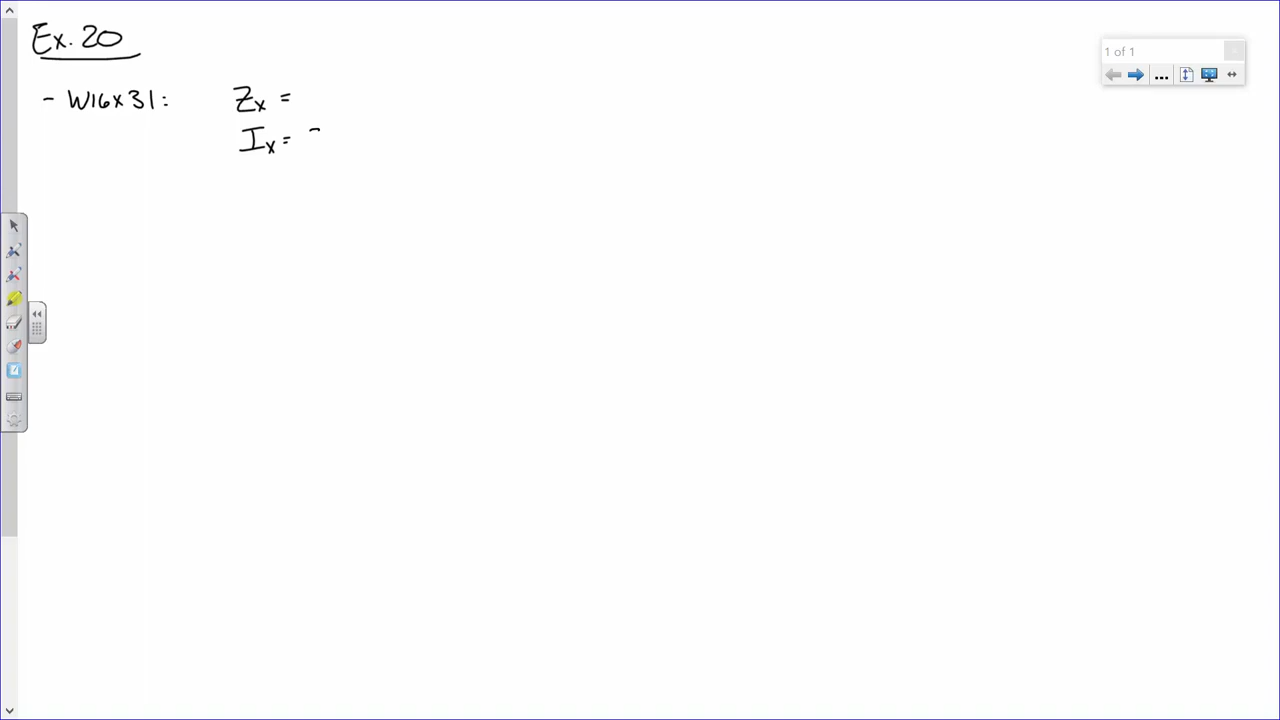 Ex. 20
1 of 1
- W16x31: Zx =
Ix =